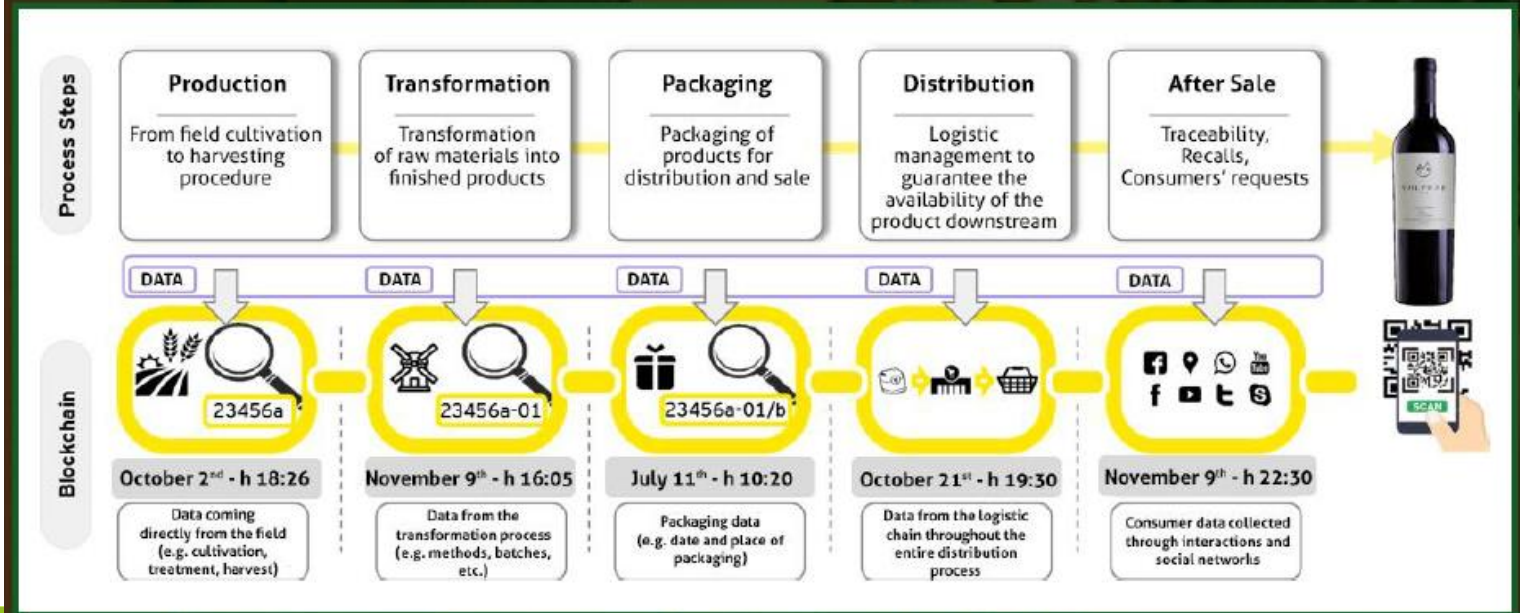 Process Steps
Production
From field cultivation
to harvesting
procedure
Transformation
Transformation
of raw materials into
finished products
Packaging
Packaging of
products for
distribution and sale
Distribution
Logistic
management to
guarantee the
availability of the
product downstream
After Sale
Traceability,
Recalls,
Consumers' requests
DATA
DATA
DATA
DATA
DATA
Blockchain
23456a
23456a-01
23456a-01/b
You
Tube
SCAN
October 2nd - h 18:26
November 9th - h 16:05
July 11th - h 10:20
October 21st - h 19:30
November 9th - h 22:30
Data coming
directly from the field
(e.g. cultivation,
treatment, harvest)
Data from the
transformation process
(e.g. methods, batches,
etc.)
Packaging data
(e.g. date and place of
packaging)
Data from the logistic
chain throughout the
entire distribution
process
Consumer data collected
through interactions and
social networks